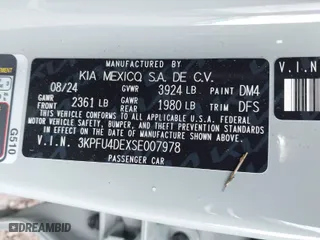 MANUFACTURED BY
KIA MEXICO S.A. DE C.V.
08/24 GVWR 3924 LB PAINT DM4
FRONT GAWR 2361 LB REAR GAWR 1980 LB TRIM DFS
THIS VEHICLE CONFORMS TO ALL APPLICABLE U.S. FEDERAL MOTOR VEHICLE
SAFETY, BUMPER, AND THEFT PREVENTION STANDARDS
IN EFFECT ON THE DATE OF MANUFACTURE SHOWN ABOVE.
V.I.N. 3KPFU4DEXSE007978
PASSENGER CAR
G510
V.I.N.